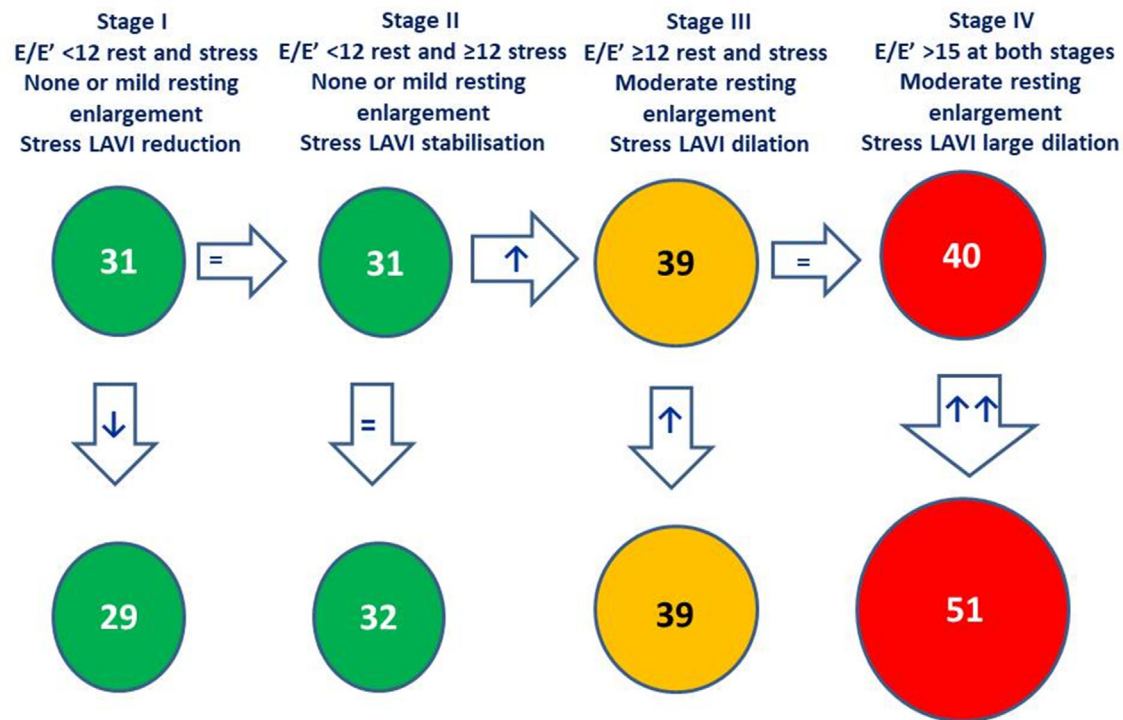 Stage I
E/E’ <12 rest and stress
None or mild resting
enlargement
Stress LAVI reduction
Stage II
E/E’ <12 rest and ≥12 stress
None or mild resting
enlargement
Stress LAVI stabilisation
Stage III
E/E’ ≥12 rest and stress
Moderate resting
enlargement
Stress LAVI dilation
Stage IV
E/E’ >15 at both stages
Moderate resting
enlargement
Stress LAVI large dilation
31
=
31
↑
39
=
40
↓
=
↑
↑↑
29
32
39
51